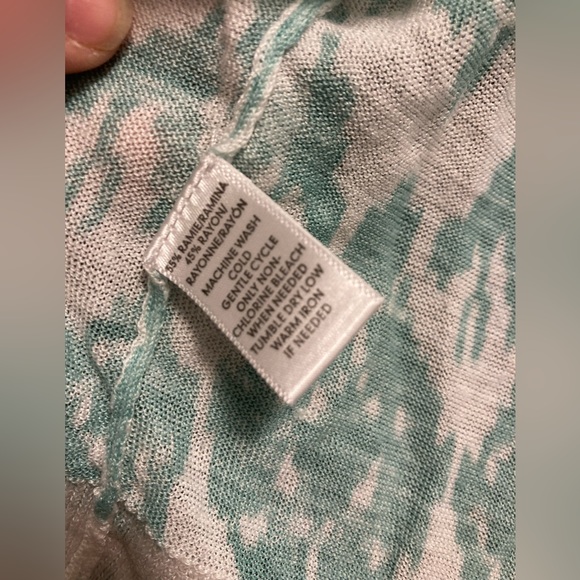 55% RAMIE/RAMINA
45% RAYON/
RAYONNE/RAYÓN
MACHINE WASH
COLD
GENTLE CYCLE
ONLY NON-
CHLORINE BLEACH
WHEN NEEDED
TUMBLE DRY LOW
WARM IRON
IF NEEDED